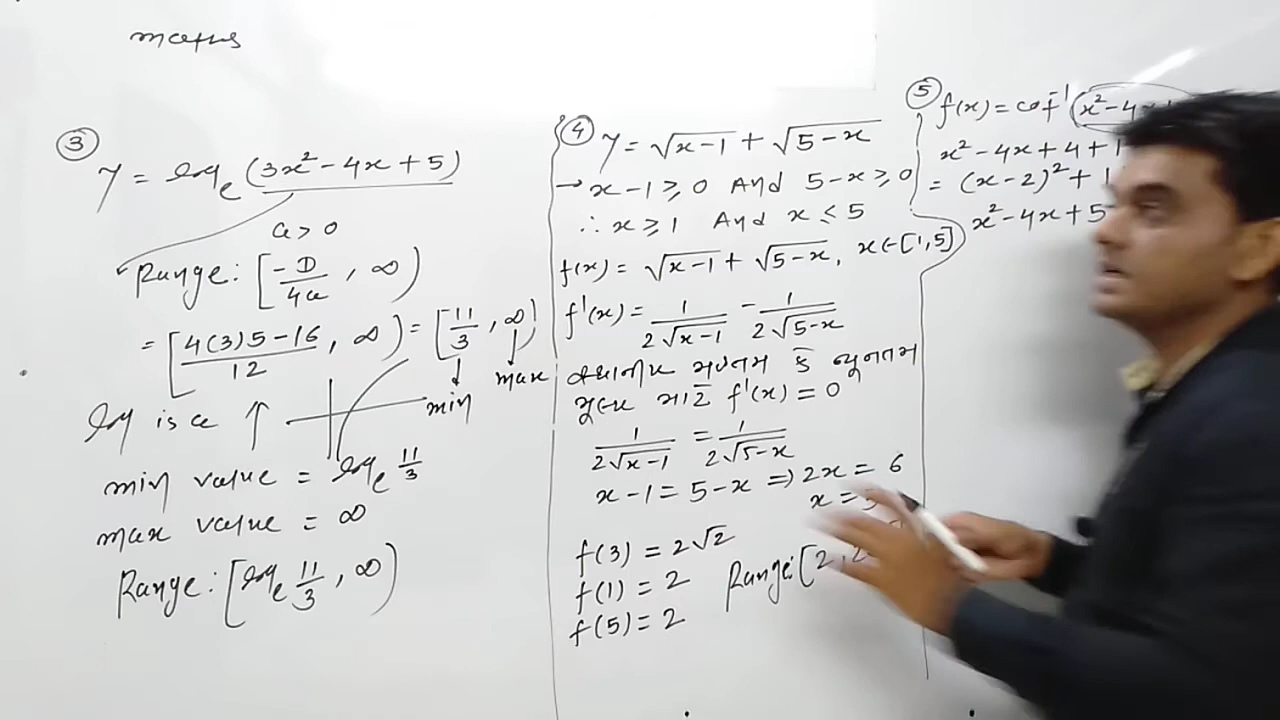 maths
③ y = log_e (3x² - 4x + 5)
a > 0
Range: [-D/4a, ∞)
= [4(3)5-16/12, ∞) = [11/3, ∞)
min max
log is a ↑
min value = log_e 11/3
max value = ∞
Range: [log_e 11/3, ∞)
④ y = √x-1 + √5-x
→ x-1 ≥ 0 And 5-x ≥ 0
∴ x ≥ 1 And x ≤ 5
f(x) = √x-1 + √5-x, x ∈ [1,5]
f'(x) = 1/2√x-1 - 1/2√5-x
f'(x) = 0
1/2√x-1 = 1/2√5-x
x-1 = 5-x ⇒ 2x = 6
x =
f(3) = 2√2
f(1) = 2
f(5) = 2
Range: [2, 2
⑤ f(x) = cot⁻¹(x²-4x+
x² - 4x + 4 + 1
= (x-2)² + 1
x² - 4x + 5